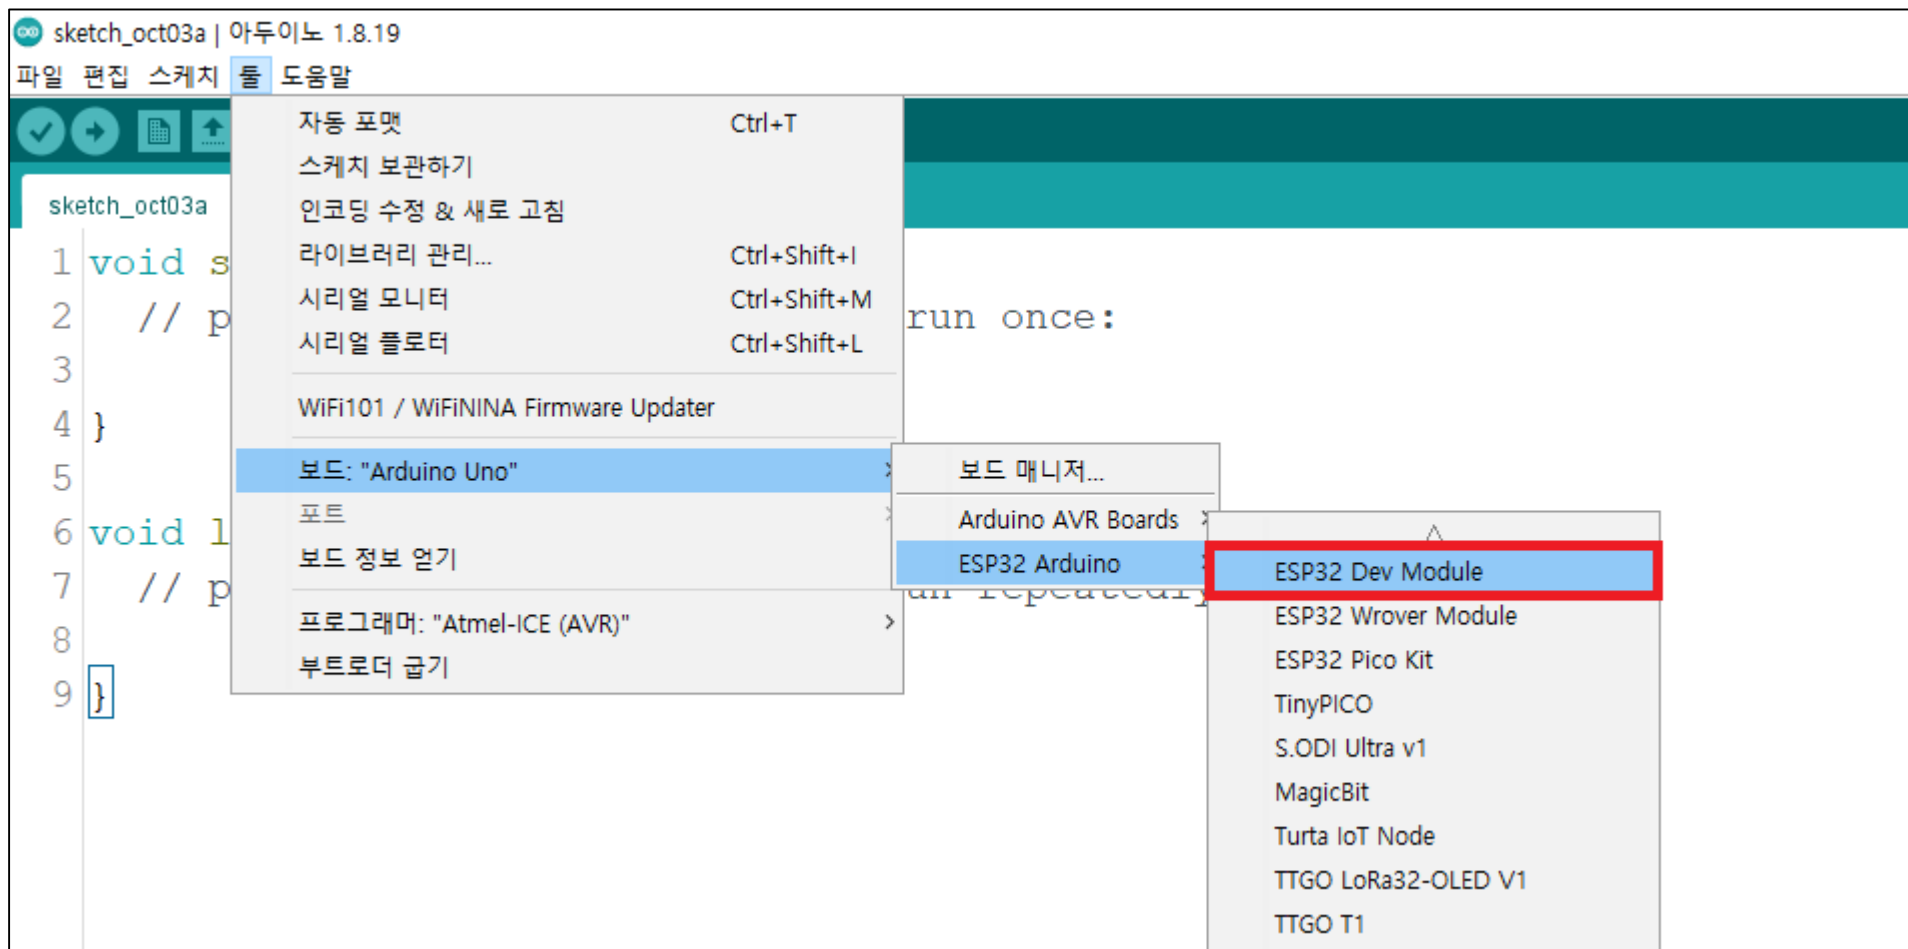 sketch_oct03a | 아두이노 1.8.19
파일 편집 스케치 툴 도움말
sketch_oct03a
자동 포맷 Ctrl+T
스케치 보관하기
인코딩 수정 & 새로 고침
라이브러리 관리... Ctrl+Shift+I
시리얼 모니터 Ctrl+Shift+M
시리얼 플로터 Ctrl+Shift+L
WiFi101 / WiFiNINA Firmware Updater
보드: "Arduino Uno"
포트
보드 정보 얻기
프로그래머: "Atmel-ICE (AVR)"
부트로더 굽기
보드 매니저...
Arduino AVR Boards
ESP32 Arduino
ESP32 Dev Module
ESP32 Wrover Module
ESP32 Pico Kit
TinyPICO
S.ODI Ultra v1
MagicBit
Turta IoT Node
TTGO LoRa32-OLED V1
TTGO T1
1 void s
2 // p run once:
3
4 }
5
6 void l
7 // p un repeatedly
8
9 }